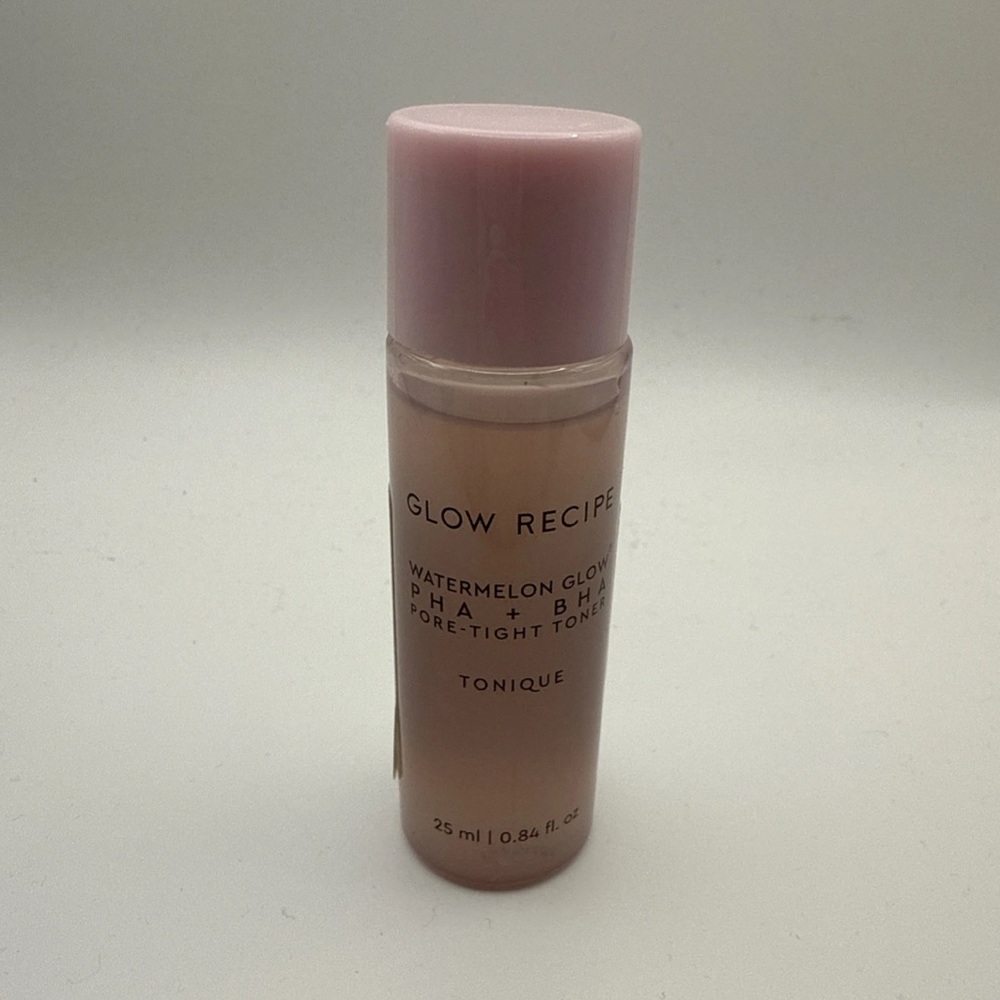 GLOW RECIPE
WATERMELON GLOW
PHA + BHA
PORE-TIGHT TONER
TONIQUE
25 ml | 0.84 fl. oz